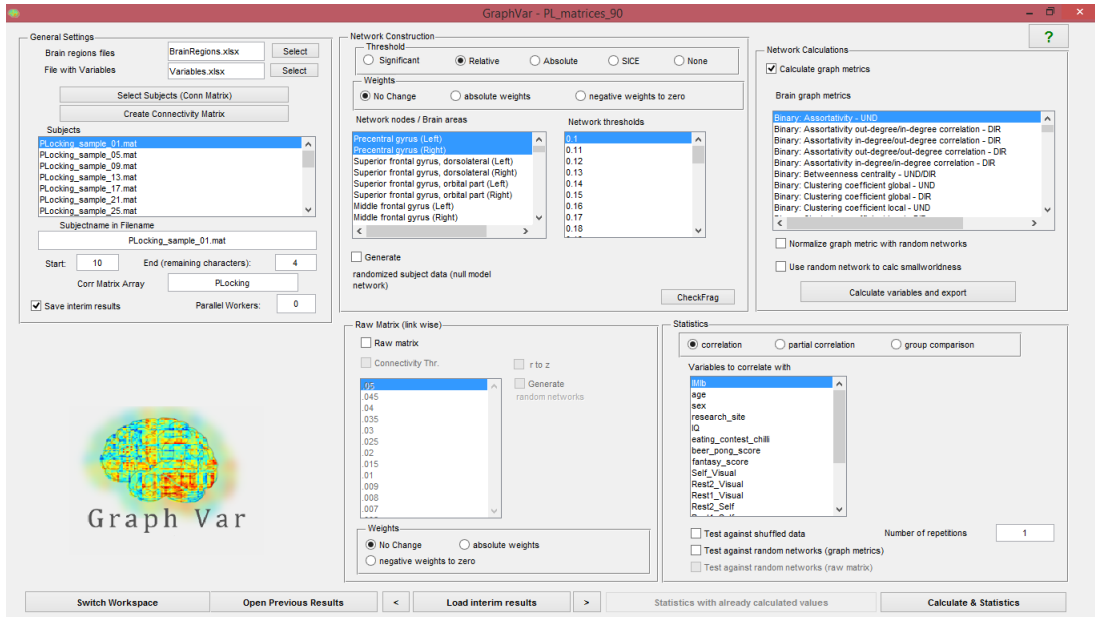 GraphVar - PL_matrices_90
?
General Settings
Brain regions files BrainRegions.xlsx Select
File with Variables Variables.xlsx Select
Select Subjects (Conn Matrix)
Create Connectivity Matrix
Subjects
PLocking_sample_01.mat
PLocking_sample_05.mat
PLocking_sample_09.mat
PLocking_sample_13.mat
PLocking_sample_17.mat
PLocking_sample_21.mat
PLocking_sample_25.mat
Subjectname in Filename
PLocking_sample_01.mat
Start: 10 End (remaining characters): 4
Corr Matrix Array PLocking
Save interim results Parallel Workers: 0
Network Construction
Threshold
Significant Relative Absolute SICE None
Weights
No Change absolute weights negative weights to zero
Network nodes / Brain areas
Precentral gyrus (Left)
Precentral gyrus (Right)
Superior frontal gyrus, dorsolateral (Left)
Superior frontal gyrus, dorsolateral (Right)
Superior frontal gyrus, orbital part (Left)
Superior frontal gyrus, orbital part (Right)
Middle frontal gyrus (Left)
Middle frontal gyrus (Right)
Network thresholds
0.1
0.11
0.12
0.13
0.14
0.15
0.16
0.17
0.18
Generate
randomized subject data (null model
network)
CheckFrag
Network Calculations
Calculate graph metrics
Brain graph metrics
Binary: Assortativity - UND
Binary: Assortativity out-degree/in-degree correlation - DIR
Binary: Assortativity in-degree/out-degree correlation - DIR
Binary: Assortativity out-degree/out-degree correlation - DIR
Binary: Assortativity in-degree/in-degree correlation - DIR
Binary: Betweenness centrality - UND/DIR
Binary: Clustering coefficient global - UND
Binary: Clustering coefficient global - DIR
Binary: Clustering coefficient local - UND
Normalize graph metric with random networks
Use random network to calc smallworldness
Calculate variables and export
Raw Matrix (link wise)
Raw matrix
Connectivity Thr.
.05
.045
.04
.035
.03
.025
.02
.015
.01
.009
.008
.007
r to z
Generate
random networks
Weights
No Change absolute weights
negative weights to zero
Statistics
correlation partial correlation group comparison
Variables to correlate with
IMIb
age
sex
research_site
IQ
eating_contest_chilli
beer_pong_score
fantasy_score
Self_Visual
Rest2_Visual
Rest1_Visual
Rest2_Self
Test against shuffled data Number of repetitions 1
Test against random networks (graph metrics)
Test against random networks (raw matrix)
Graph Var
Switch Workspace Open Previous Results < Load interim results > Statistics with already calculated values Calculate & Statistics